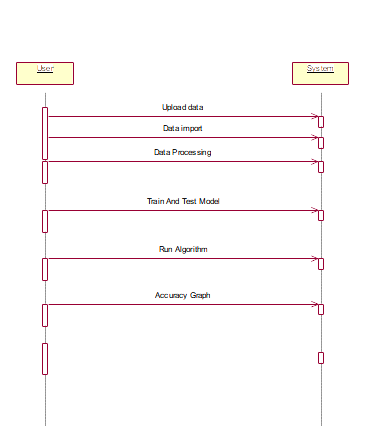 User
System
Upload data
Data import
Data Processing
Train And Test Model
Run Algorithm
Accuracy Graph